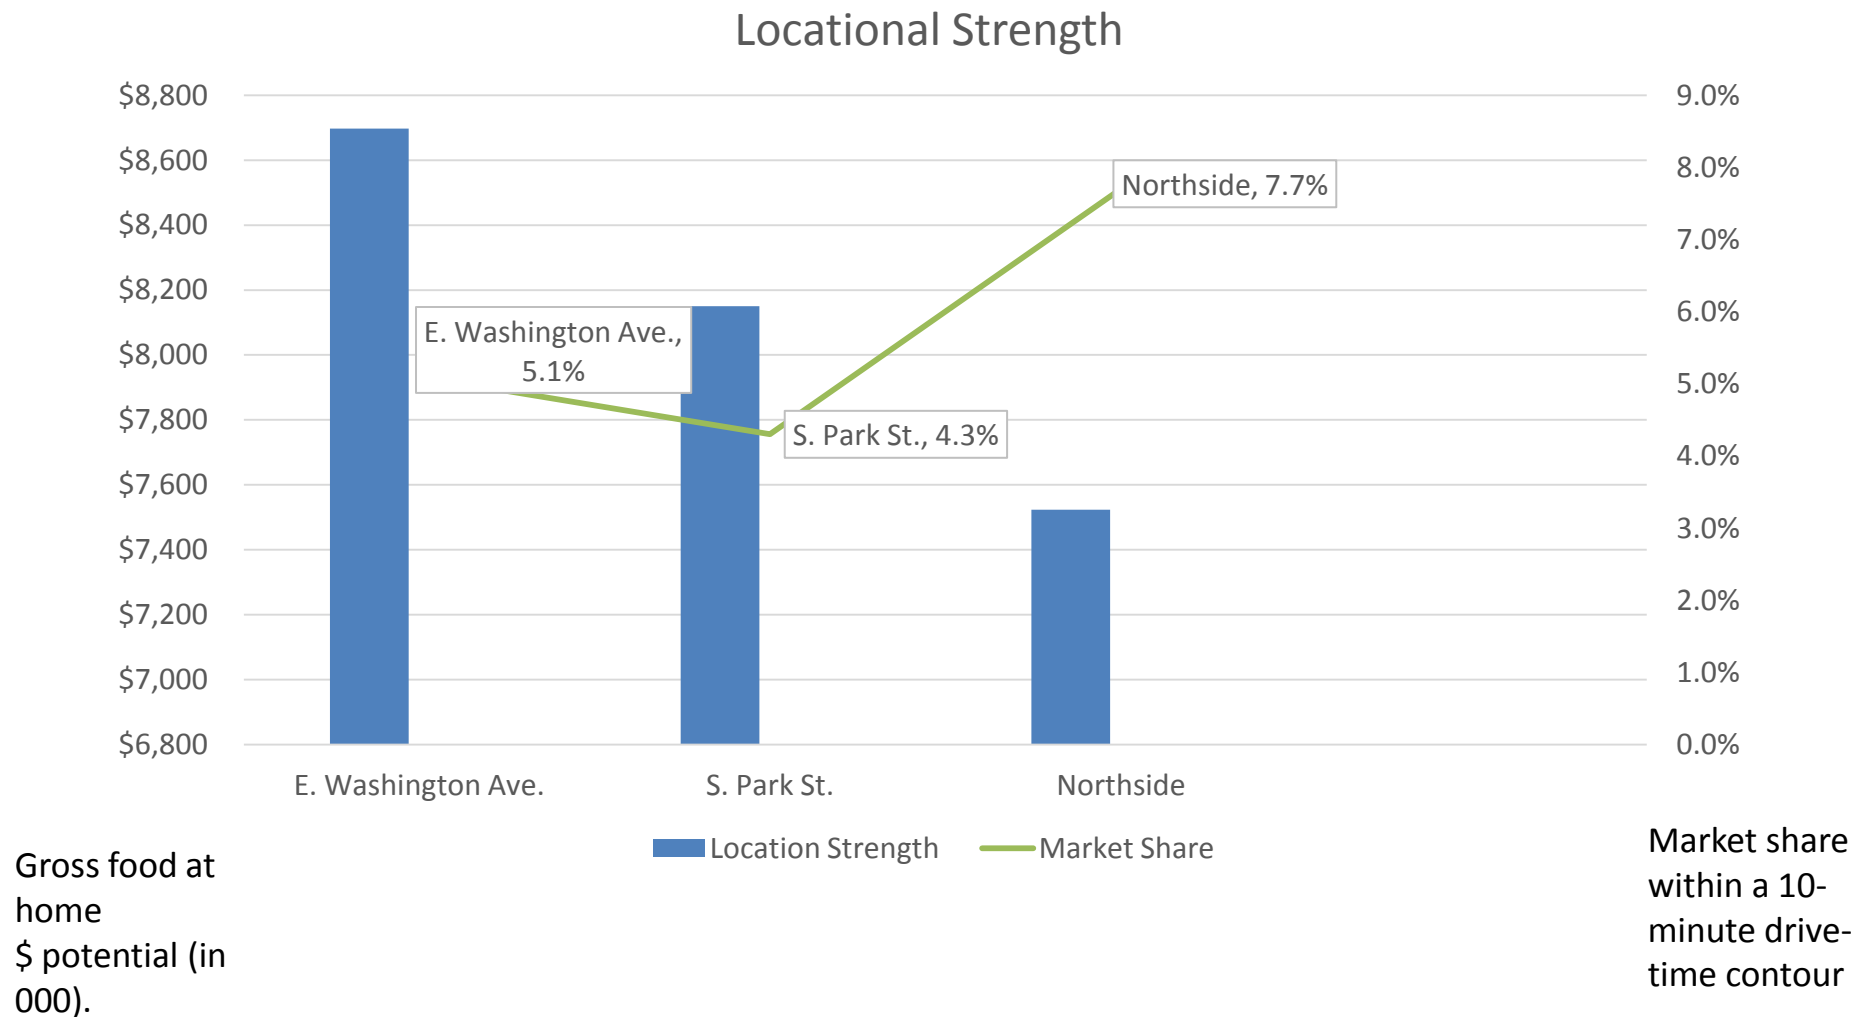 Locational Strength
$8,800
$8,600
$8,400
$8,200
$8,000
$7,800
$7,600
$7,400
$7,200
$7,000
$6,800
9.0%
8.0%
7.0%
6.0%
5.0%
4.0%
3.0%
2.0%
1.0%
0.0%
E. Washington Ave.,
5.1%
S. Park St., 4.3%
Northside, 7.7%
E. Washington Ave.
S. Park St.
Northside
Location Strength
Market Share
Gross food at
home
$ potential (in
000).
Market share
within a 10-
minute drive-
time contour